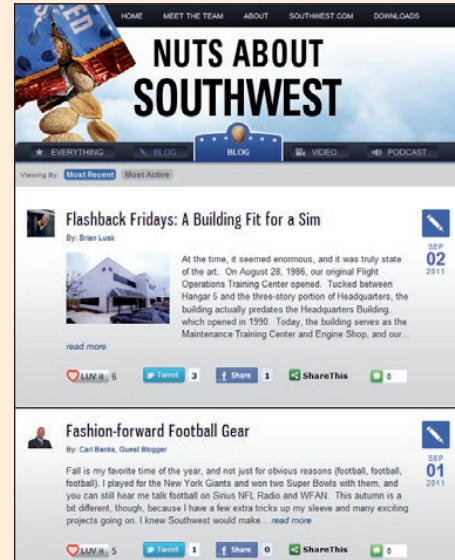 HOME MEET THE TEAM ABOUT SOUTHWEST.COM DOWNLOADS
NUTS ABOUT
SOUTHWEST
EVERYTHING BLOG BLOG VIDEO PODCAST
Viewing By: Most Recent Most Active
Flashback Fridays: A Building Fit for a Sim
By: Brian Lusk
SEP
02
2011
At the time, it seemed enormous, and it was truly state
of the art. On August 28, 1986, our original Flight
Operations Training Center opened. Tucked between
Hangar 5 and the three-story portion of Headquarters, the
building actually predates the Headquarters Building,
which opened in 1990. Today, the building serves as the
Maintenance Training Center and Engine Shop, and our...
read more
LUV it 6 Tweet 3 Share 1 ShareThis 0
Fashion-forward Football Gear
By: Carl Banks, Guest Blogger
SEP
01
2011
Fall is my favorite time of the year, and not just for obvious reasons (football, football,
football). I played for the New York Giants and won two Super Bowls with them, and
you can still hear me talk football on Sirius NFL Radio and WFAN. This autumn is a
bit different, though, because I have a few extra tricks up my sleeve and many exciting
projects going on. I knew Southwest would make... read more
LUV it 5 Tweet 1 Share 0 ShareThis 0